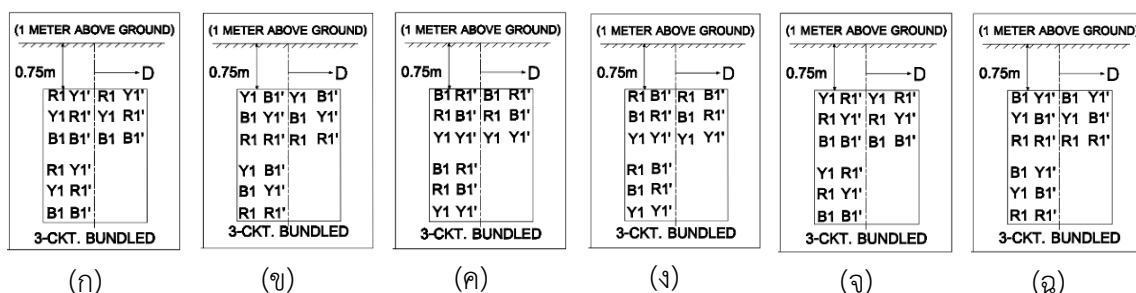 (1 METER ABOVE GROUND)
0.75m
D
R1 Y1' R1 Y1'
Y1 R1' Y1 R1'
B1 B1' B1 B1'
R1 Y1'
Y1 R1'
B1 B1'
3-CKT. BUNDLED
(ก)
(1 METER ABOVE GROUND)
0.75m
D
Y1 B1' Y1 B1'
B1 Y1' B1 Y1'
R1 R1' R1 R1'
Y1 B1'
B1 Y1'
R1 R1'
3-CKT. BUNDLED
(ข)
(1 METER ABOVE GROUND)
0.75m
D
B1 R1' B1 R1'
R1 B1' R1 B1'
Y1 Y1' Y1 Y1'
B1 R1'
R1 B1'
Y1 Y1'
3-CKT. BUNDLED
(ค)
(1 METER ABOVE GROUND)
0.75m
D
R1 B1' R1 B1'
B1 R1' B1 R1'
Y1 Y1' Y1 Y1'
R1 B1'
B1 R1'
Y1 Y1'
3-CKT. BUNDLED
(ง)
(1 METER ABOVE GROUND)
0.75m
D
Y1 R1' Y1 R1'
R1 Y1' R1 Y1'
B1 B1' B1 B1'
Y1 R1'
R1 Y1'
B1 B1'
3-CKT. BUNDLED
(จ)
(1 METER ABOVE GROUND)
0.75m
D
B1 Y1' B1 Y1'
Y1 B1' Y1 B1'
R1 R1' R1 R1'
B1 Y1'
Y1 B1'
R1 R1'
3-CKT. BUNDLED
(ฉ)